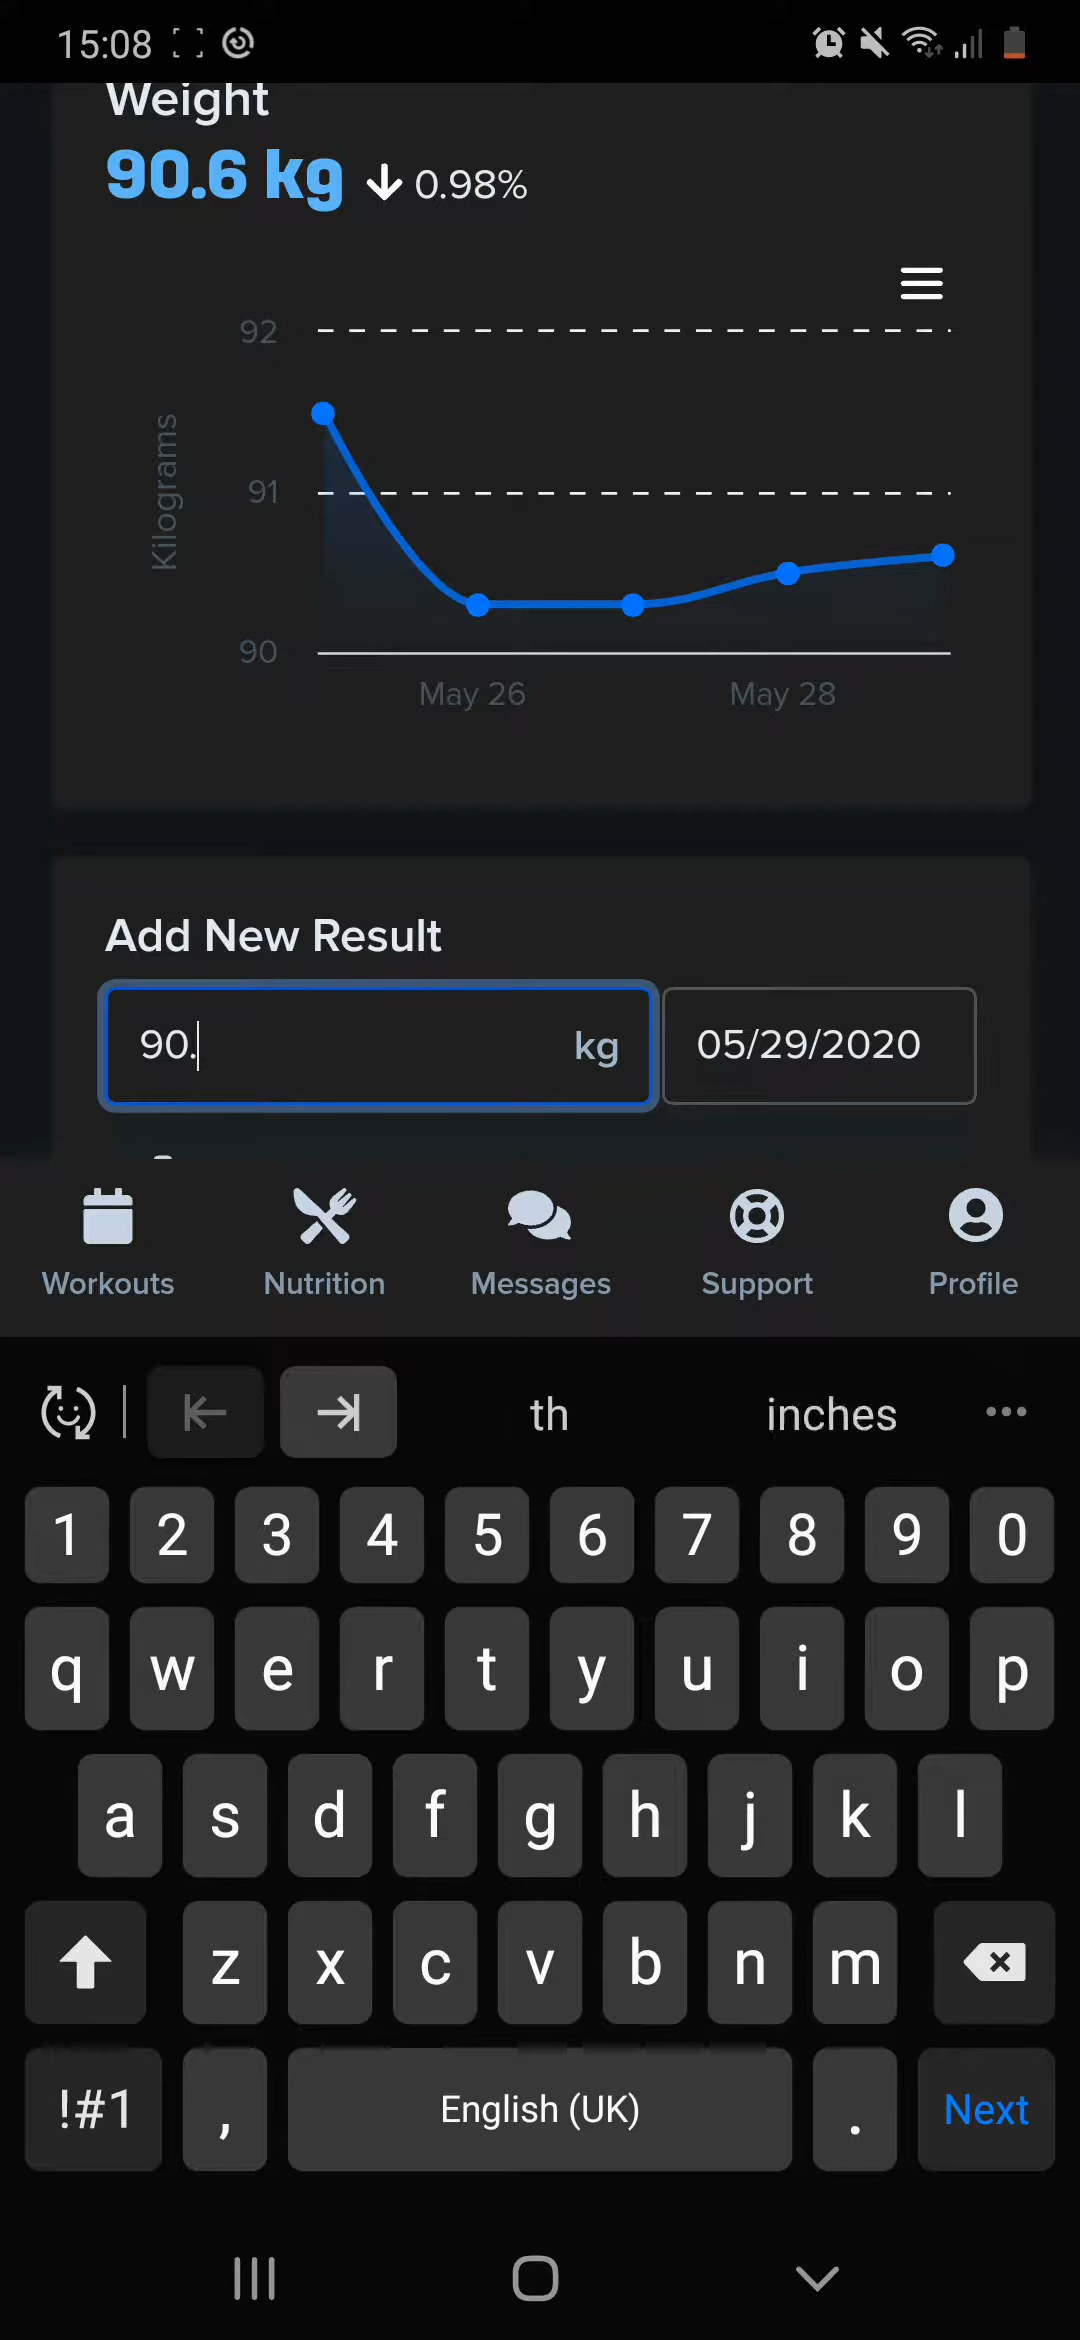 15:08
Weight
90.6 kg 0.98%
92
91
90
Kilograms
May 26 May 28
Add New Result
90. kg 05/29/2020
Workouts Nutrition Messages Support Profile
th inches
1 2 3 4 5 6 7 8 9 0
q w e r t y u i o p
a s d f g h j k l
z x c v b n m
!#1 , English (UK) . Next